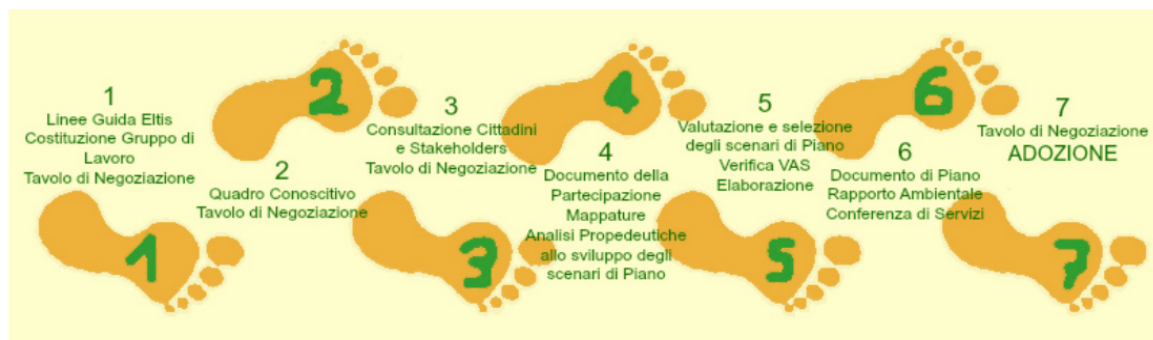 1
Linee Guida Eltis
Costituzione Gruppo di
Lavoro
Tavolo di Negoziazione
2
2
Quadro Conoscitivo
Tavolo di Negoziazione
3
Consultazione Cittadini
e Stakeholders
Tavolo di Negoziazione
4
4
Documento della
Partecipazione
Mappature
Analisi Propedeutiche
allo sviluppo degli
scenari di Piano
5
Valutazione e selezione
degli scenari di Piano
Verifica VAS
Elaborazione
6
6
Documento di Piano
Rapporto Ambientale
Conferenza di Servizi
7
Tavolo di Negoziazione
ADOZIONE
1
3
5
7